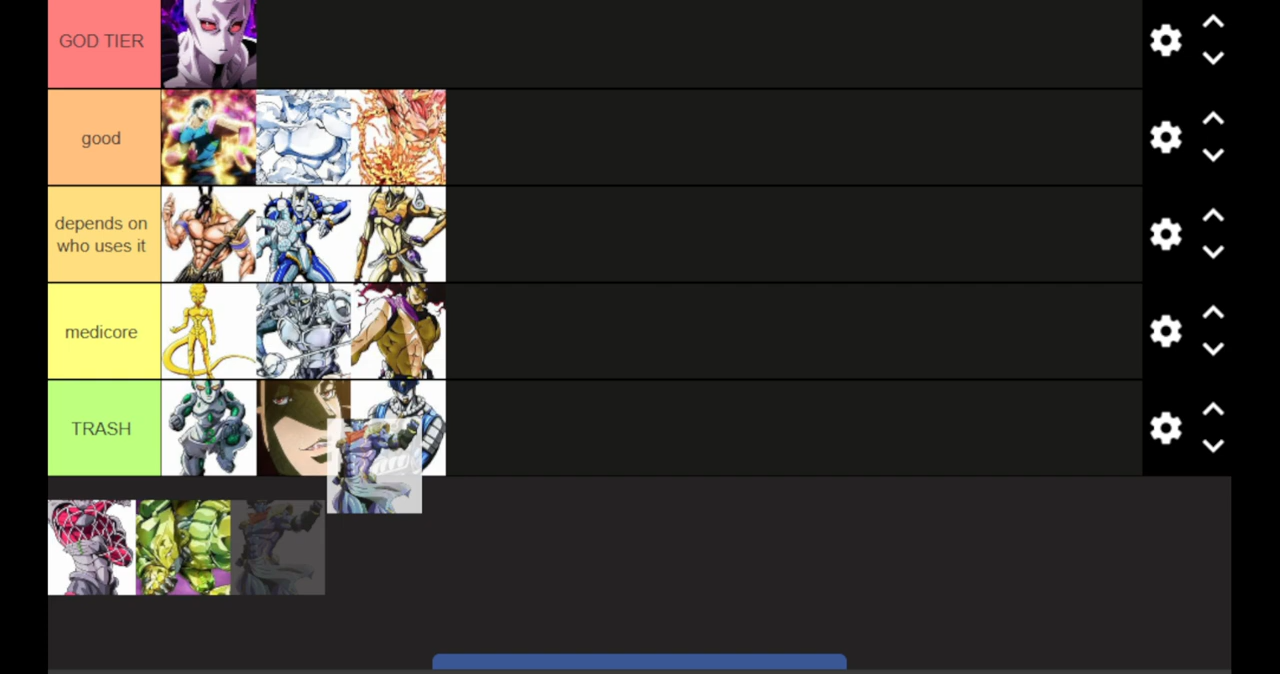 GOD TIER
good
depends on
who uses it
medicore
TRASH